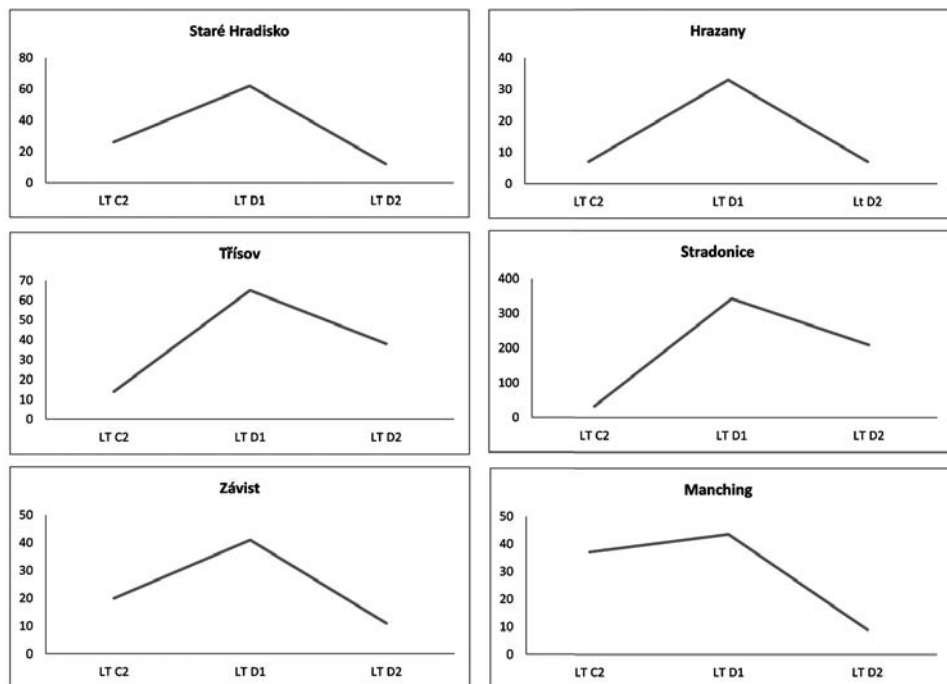 Staré Hradisko
80
60
40
20
0
LT C2 LT D1 LT D2
Hrazany
40
30
20
10
0
LT C2 LT D1 Lt D2
Třísov
70
60
50
40
30
20
10
0
LT C2 LT D1 LT D2
Stradonice
400
300
200
100
0
LT C2 LT D1 LT D2
Závist
50
40
30
20
10
0
LT C2 LT D1 LT D2
Manching
50
40
30
20
10
0
LT C2 LT D1 LT D2